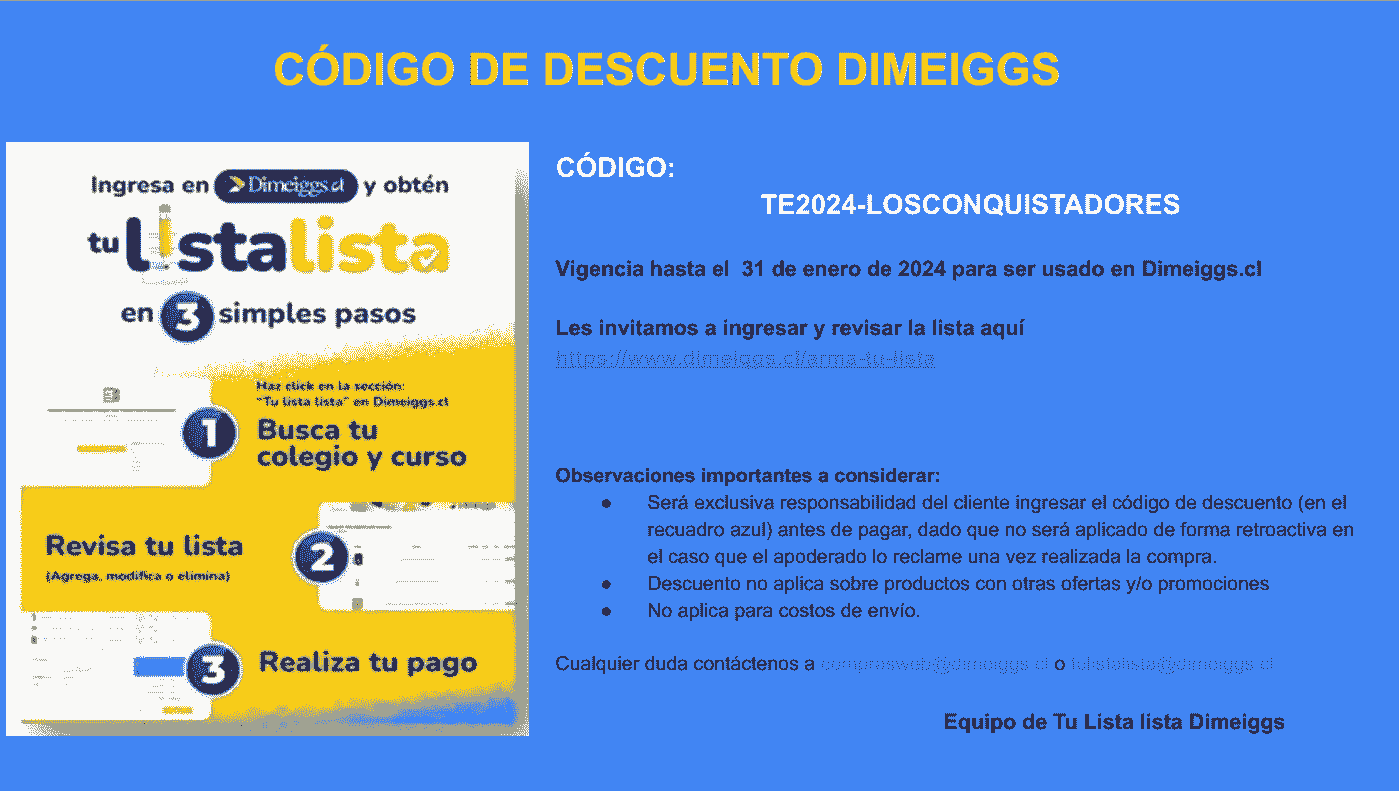 CÓDIGO DE DESCUENTO DIMEIGGS
Ingresa en Dimeiggs.cl y obtén
tu listalista
en 3 simples pasos
Haz click en la sección:
"Tu lista lista" en Dimeiggs.cl
1 Busca tu
colegio y curso
Revisa tu lista 2
(Agrega, modifica o elimina)
3 Realiza tu pago
CÓDIGO:
TE2024-LOSCONQUISTADORES
Vigencia hasta el 31 de enero de 2024 para ser usado en Dimeiggs.cl
Les invitamos a ingresar y revisar la lista aquí
https://www.dimeiggs.cl/arma-tu-lista
Observaciones importantes a considerar:
● Será exclusiva responsabilidad del cliente ingresar el código de descuento (en el
recuadro azul) antes de pagar, dado que no será aplicado de forma retroactiva en
el caso que el apoderado lo reclame una vez realizada la compra.
● Descuento no aplica sobre productos con otras ofertas y/o promociones
● No aplica para costos de envío.
Cualquier duda contáctenos a comprasweb@dimeiggs.cl o tulistalista@dimeiggs.cl
Equipo de Tu Lista lista Dimeiggs